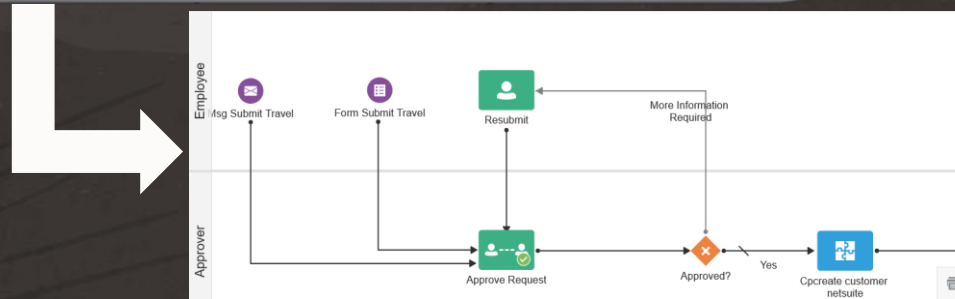 Employee
Msg Submit Travel
Form Submit Travel
Resubmit
More Information
Required
Approver
Approve Request
Approved?
Yes
Cpcreate customer
netsuite